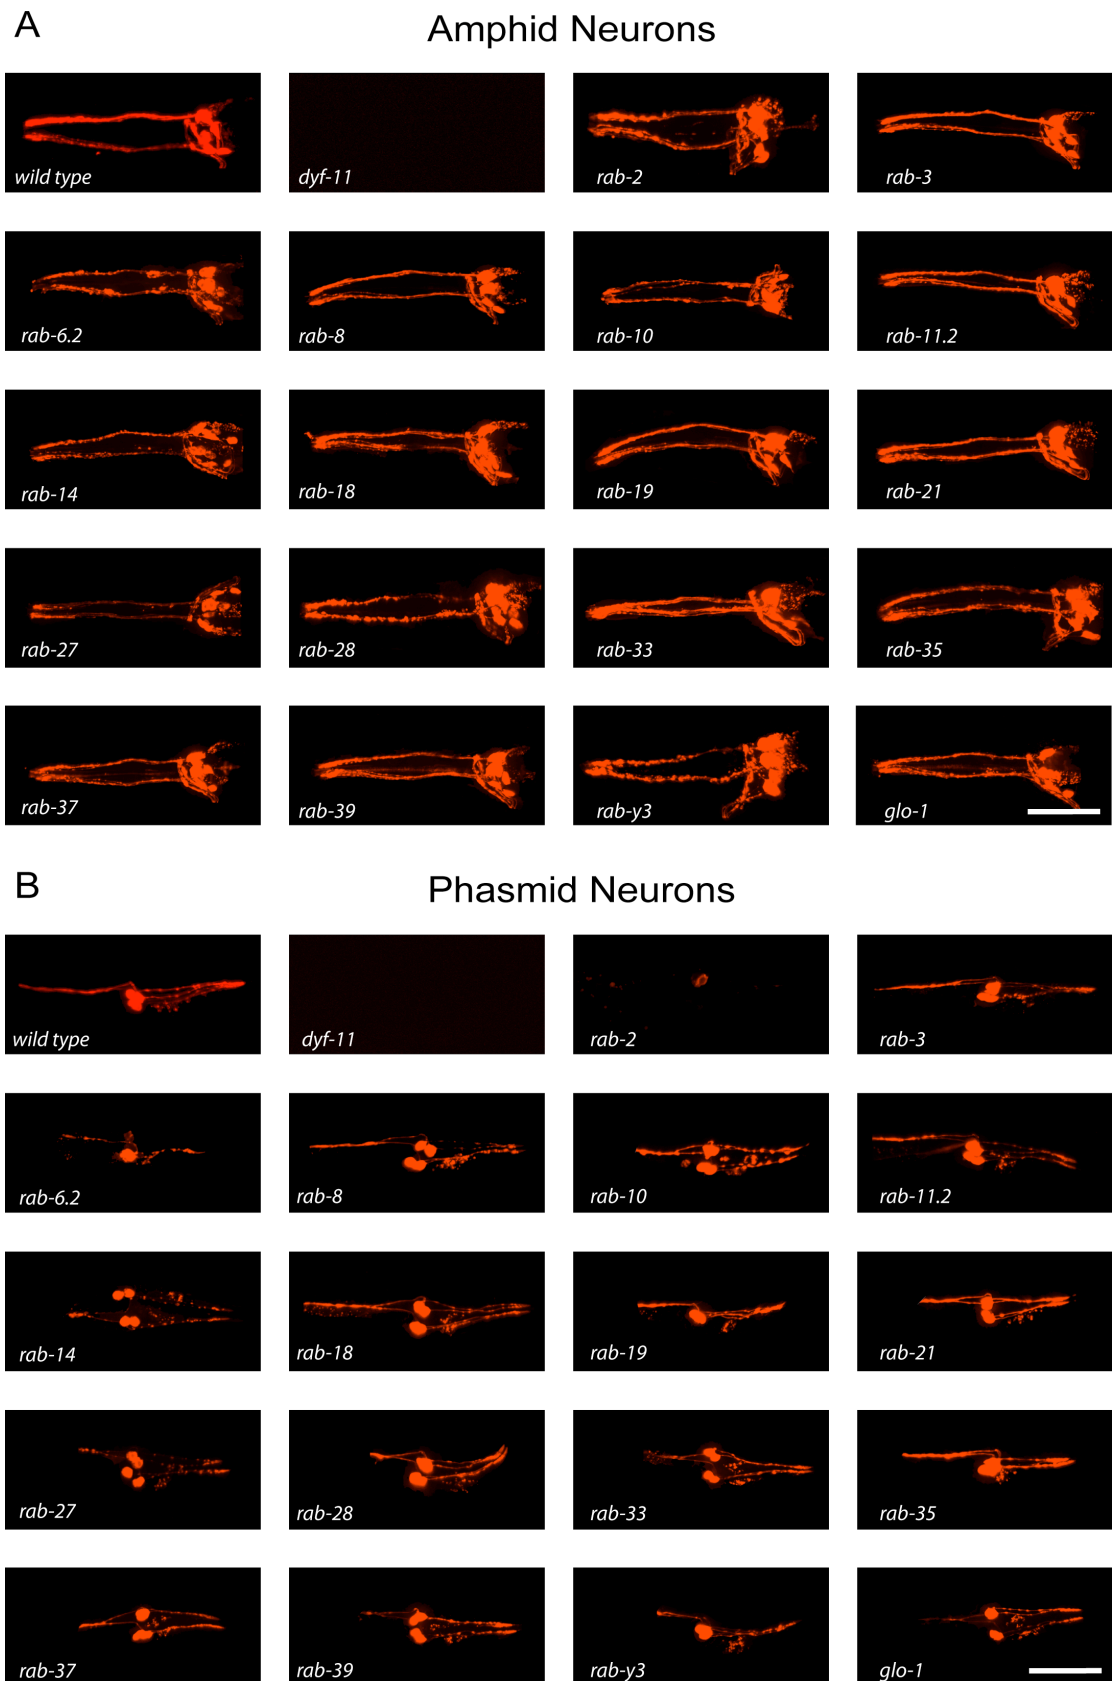 A
Amphid Neurons
wild type
dyf-11
rab-2
rab-3
rab-6.2
rab-8
rab-10
rab-11.2
rab-14
rab-18
rab-19
rab-21
rab-27
rab-28
rab-33
rab-35
rab-37
rab-39
rab-y3
glo-1
B
Phasmid Neurons
wild type
dyf-11
rab-2
rab-3
rab-6.2
rab-8
rab-10
rab-11.2
rab-14
rab-18
rab-19
rab-21
rab-27
rab-28
rab-33
rab-35
rab-37
rab-39
rab-y3
glo-1